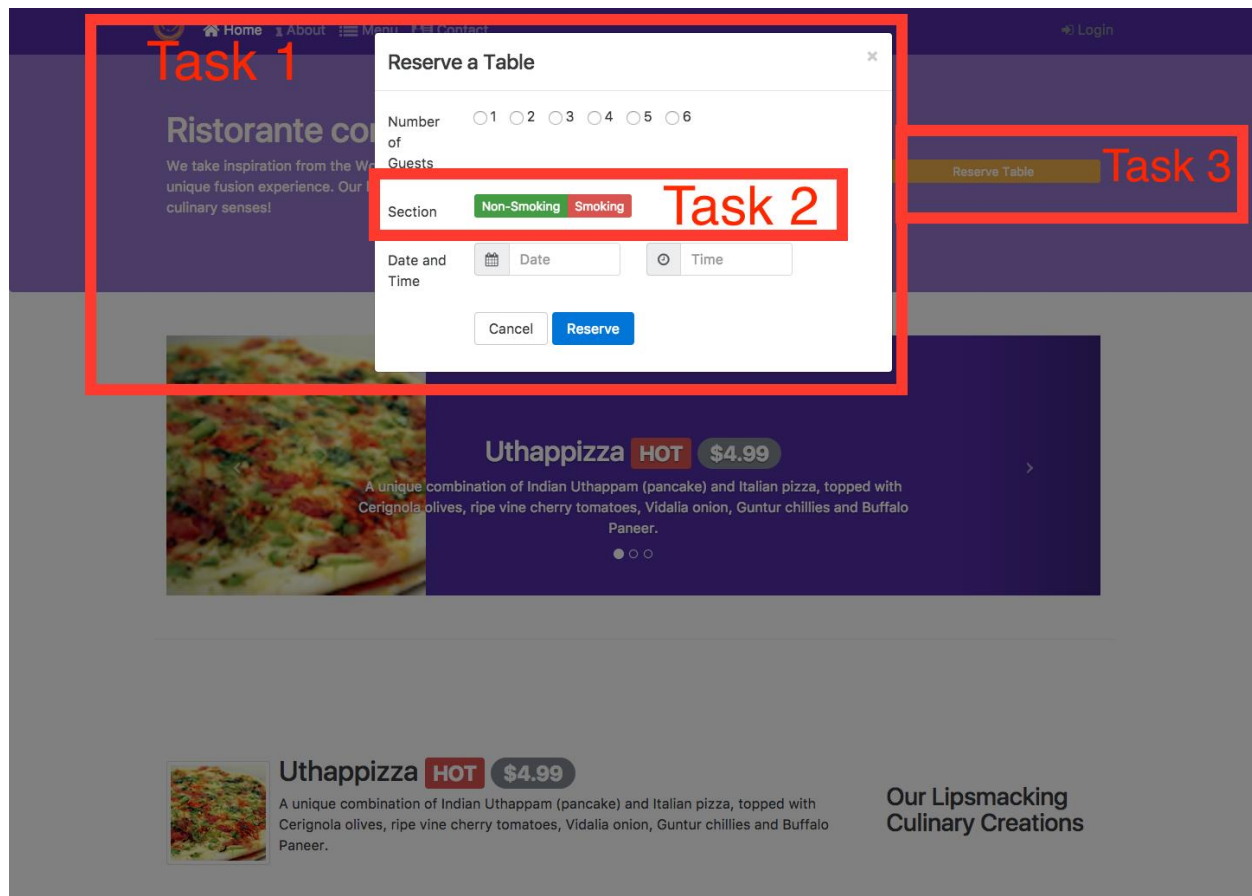 Home About Menu Contact
Login
Task 1
Reserve a Table
×
Number of Guests
1 2 3 4 5 6
Ristorante co
We take inspiration from the Wo
unique fusion experience. Our
culinary senses!
Reserve Table
Task 3
Section
Non-Smoking Smoking
Task 2
Date and Time
Date
Time
Cancel
Reserve
Uthappizza HOT $4.99
A unique combination of Indian Uthappam (pancake) and Italian pizza, topped with
Cerignola olives, ripe vine cherry tomatoes, Vidalia onion, Guntur chillies and Buffalo
Paneer.
Uthappizza HOT $4.99
A unique combination of Indian Uthappam (pancake) and Italian pizza, topped with
Cerignola olives, ripe vine cherry tomatoes, Vidalia onion, Guntur chillies and Buffalo
Paneer.
Our Lipsmacking
Culinary Creations